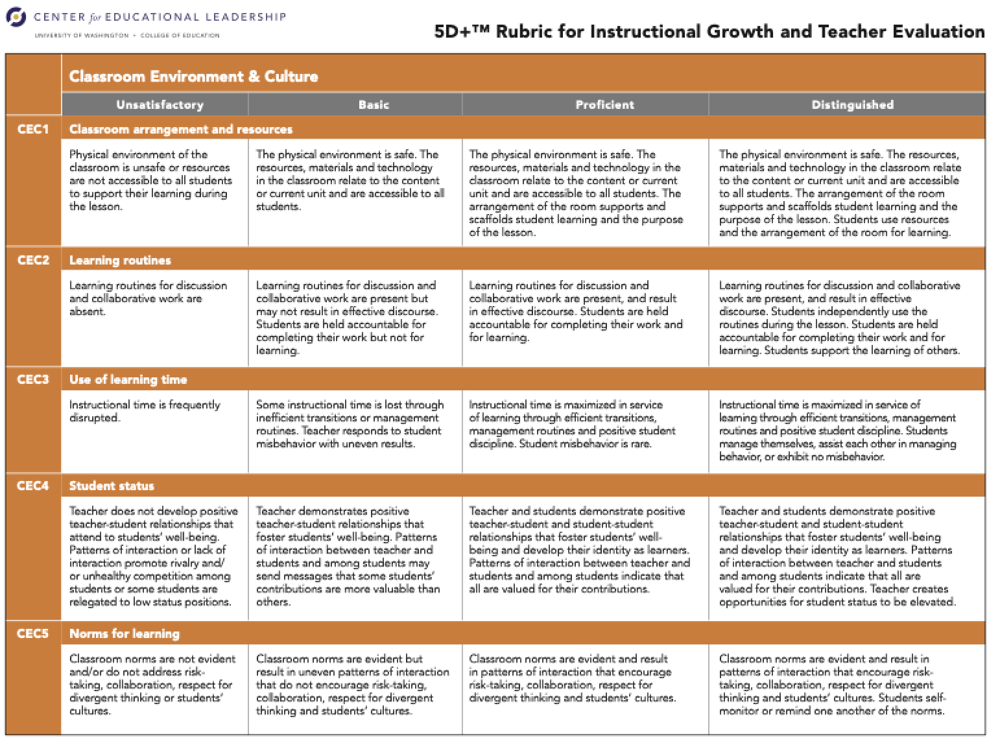 CENTER for EDUCATIONAL LEADERSHIP
UNIVERSITY OF WASHINGTON • COLLEGE OF EDUCATION
5D+™ Rubric for Instructional Growth and Teacher Evaluation
Classroom Environment & Culture
Unsatisfactory
Basic
Proficient
Distinguished
CEC1
Classroom arrangement and resources
Physical environment of the
classroom is unsafe or resources
are not accessible to all students
to support their learning during
the lesson.
The physical environment is safe. The
resources, materials and technology
in the classroom relate to the content
or current unit and are accessible to all
students.
The physical environment is safe. The
resources, materials and technology in the
classroom relate to the content or current
unit and are accessible to all students. The
arrangement of the room supports and
scaffolds student learning and the purpose
of the lesson.
The physical environment is safe. The resources,
materials and technology in the classroom relate
to the content or current unit and are accessible
to all students. The arrangement of the room
supports and scaffolds student learning and the
purpose of the lesson. Students use resources
and the arrangement of the room for learning.
CEC2
Learning routines
Learning routines for discussion
and collaborative work are
absent.
Learning routines for discussion and
collaborative work are present but
may not result in effective discourse.
Students are held accountable for
completing their work but not for
learning.
Learning routines for discussion and
collaborative work are present, and result
in effective discourse. Students are held
accountable for completing their work and
for learning.
Learning routines for discussion and collaborative
work are present, and result in effective
discourse. Students independently use the
routines during the lesson. Students are held
accountable for completing their work and for
learning. Students support the learning of others.
CEC3
Use of learning time
Instructional time is frequently
disrupted.
Some instructional time is lost through
inefficient transitions or management
routines. Teacher responds to student
misbehavior with uneven results.
Instructional time is maximized in service
of learning through efficient transitions,
management routines and positive student
discipline. Student misbehavior is rare.
Instructional time is maximized in service of
learning through efficient transitions, management
routines and positive student discipline. Students
manage themselves, assist each other in managing
behavior, or exhibit no misbehavior.
CEC4
Student status
Teacher does not develop positive
teacher-student relationships that
attend to students’ well-being.
Patterns of interaction or lack of
interaction promote rivalry and/
or unhealthy competition among
students or some students are
relegated to low status positions.
Teacher demonstrates positive
teacher-student relationships that
foster students’ well-being. Patterns
of interaction between teacher and
students and among students may
send messages that some students’
contributions are more valuable than
others.
Teacher and students demonstrate positive
teacher-student and student-student
relationships that foster students’ well-
being and develop their identity as learners.
Patterns of interaction between teacher and
students and among students indicate that
all are valued for their contributions.
Teacher and students demonstrate positive
teacher-student and student-student
relationships that foster students’ well-being
and develop their identity as learners. Patterns
of interaction between teacher and students
and among students indicate that all are
valued for their contributions. Teacher creates
opportunities for student status to be elevated.
CEC5
Norms for learning
Classroom norms are not evident
and/or do not address risk-
taking, collaboration, respect for
divergent thinking or students’
cultures.
Classroom norms are evident but
result in uneven patterns of interaction
that do not encourage risk-taking,
collaboration, respect for divergent
thinking and students’ cultures.
Classroom norms are evident and result
in patterns of interaction that encourage
risk-taking, collaboration, respect for
divergent thinking and students’ cultures.
Classroom norms are evident and result in
patterns of interaction that encourage risk-
taking, collaboration, respect for divergent
thinking and students’ cultures. Students self-
monitor or remind one another of the norms.